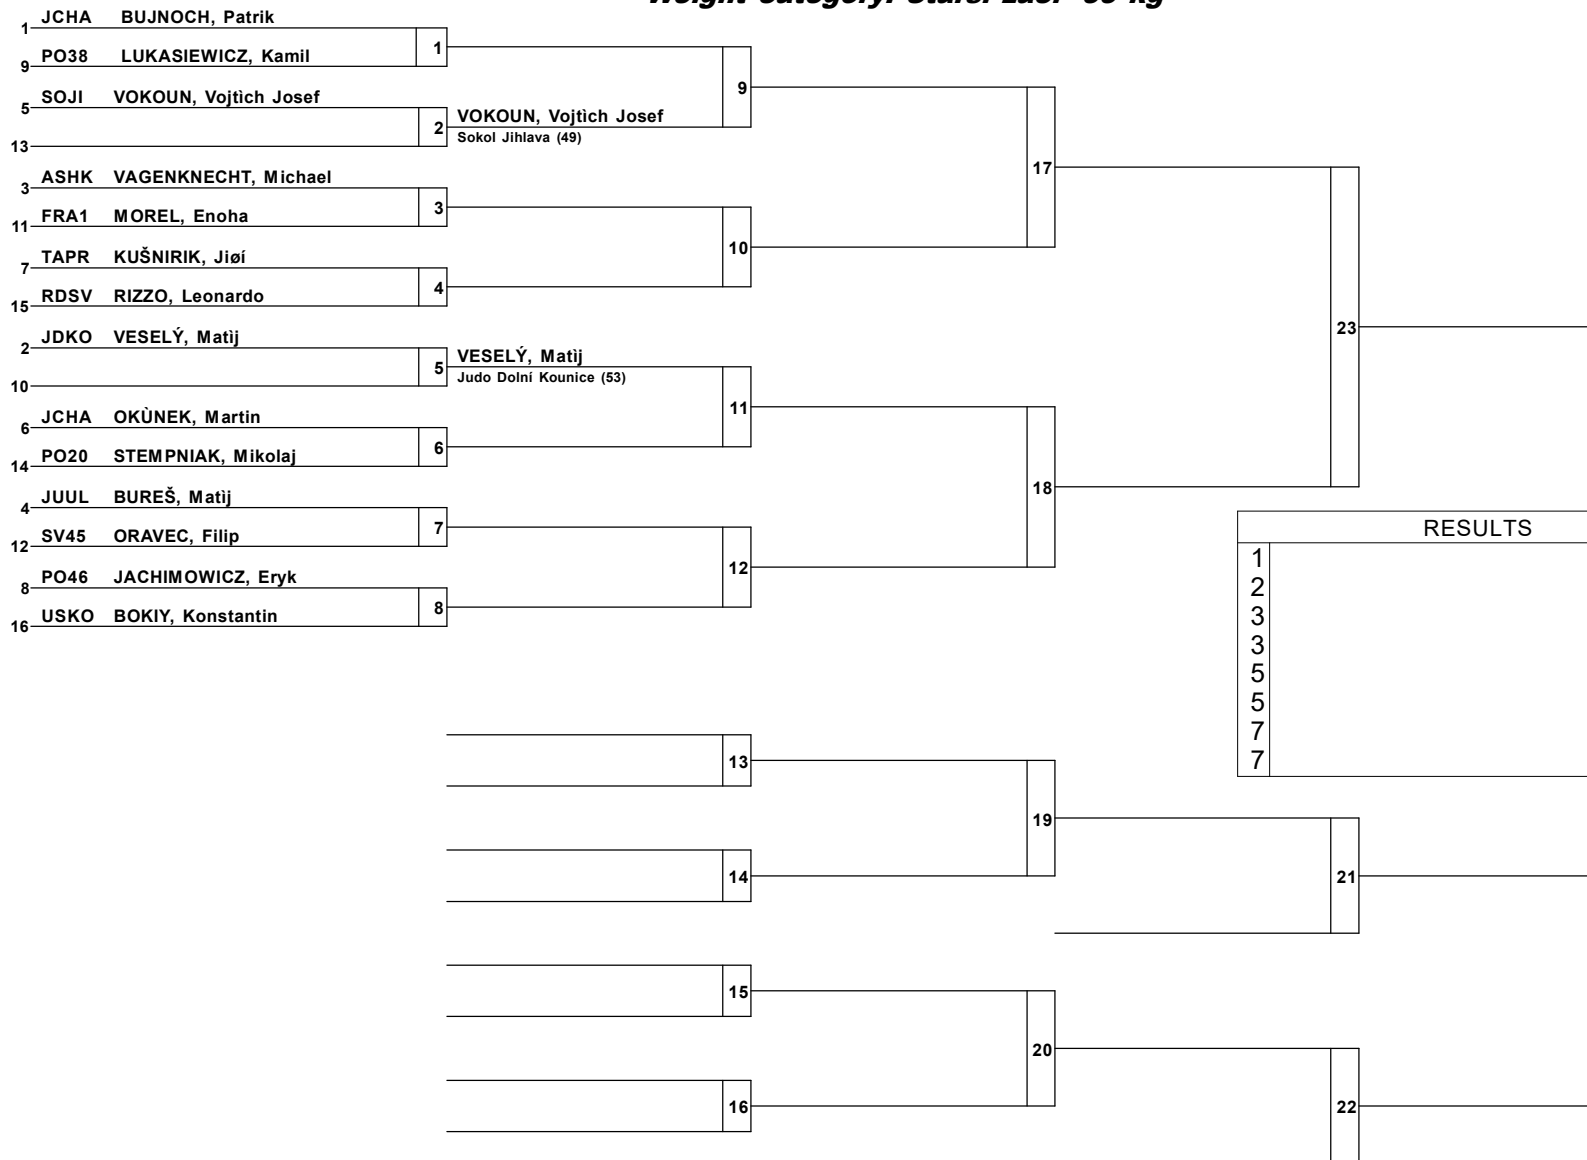 1 JCHA BUJNOCH, Patrik
9 PO38 LUKASIEWICZ, Kamil
1
5 SOJI VOKOUN, Vojtìch Josef
13
2
VOKOUN, Vojtìch Josef
Sokol Jihlava (49)
9
3 ASHK VAGENKNECHT, Michael
11 FRA1 MOREL, Enoha
3
7 TAPR KUŠNIRIK, Jiøí
15 RDSV RIZZO, Leonardo
4
10
17
2 JDKO VESELÝ, Matìj
10
5
VESELÝ, Matìj
Judo Dolní Kounice (53)
6 JCHA OKÙNEK, Martin
14 PO20 STEMPNIAK, Mikolaj
6
11
4 JUUL BUREŠ, Matìj
12 SV45 ORAVEC, Filip
7
8 PO46 JACHIMOWICZ, Eryk
16 USKO BOKIY, Konstantin
8
12
18
23
RESULTS
1
2
3
3
5
5
7
7
13
14
19
21
15
16
20
22